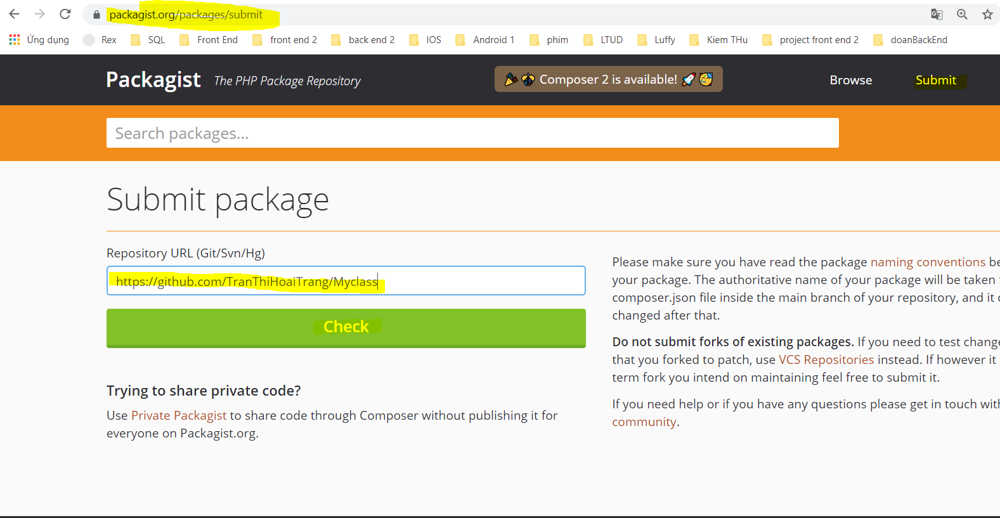 packagist.org/packages/submit
Ứng dụng Rex SQL Front End front end 2 back end 2 IOS Android 1 phim LTUD Luffy Kiem THu project front end 2 doanBackEnd
Packagist The PHP Package Repository Composer 2 is available! Browse Submit
Search packages...
Submit package
Repository URL (Git/Svn/Hg)
https://github.com/TranThiHoaiTrang/Myclass
Check
Trying to share private code?
Use Private Packagist to share code through Composer without publishing it for
everyone on Packagist.org.
Please make sure you have read the package naming conventions be
your package. The authoritative name of your package will be taken
composer.json file inside the main branch of your repository, and it
changed after that.
Do not submit forks of existing packages. If you need to test change
that you forked to patch, use VCS Repositories instead. If however it
term fork you intend on maintaining feel free to submit it.
If you need help or if you have any questions please get in touch with
community.